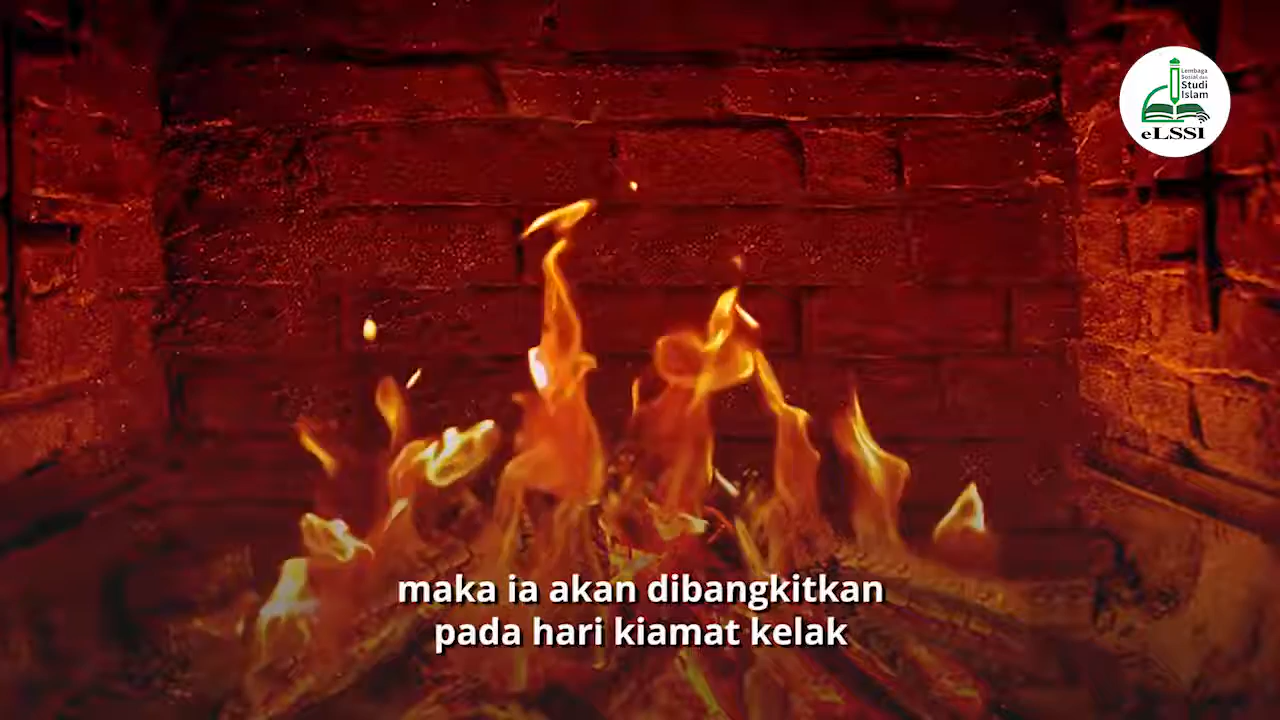 Lembaga
Sosial dan
Studi
Islam
eLSSI
maka ia akan dibangkitkan
pada hari kiamat kelak